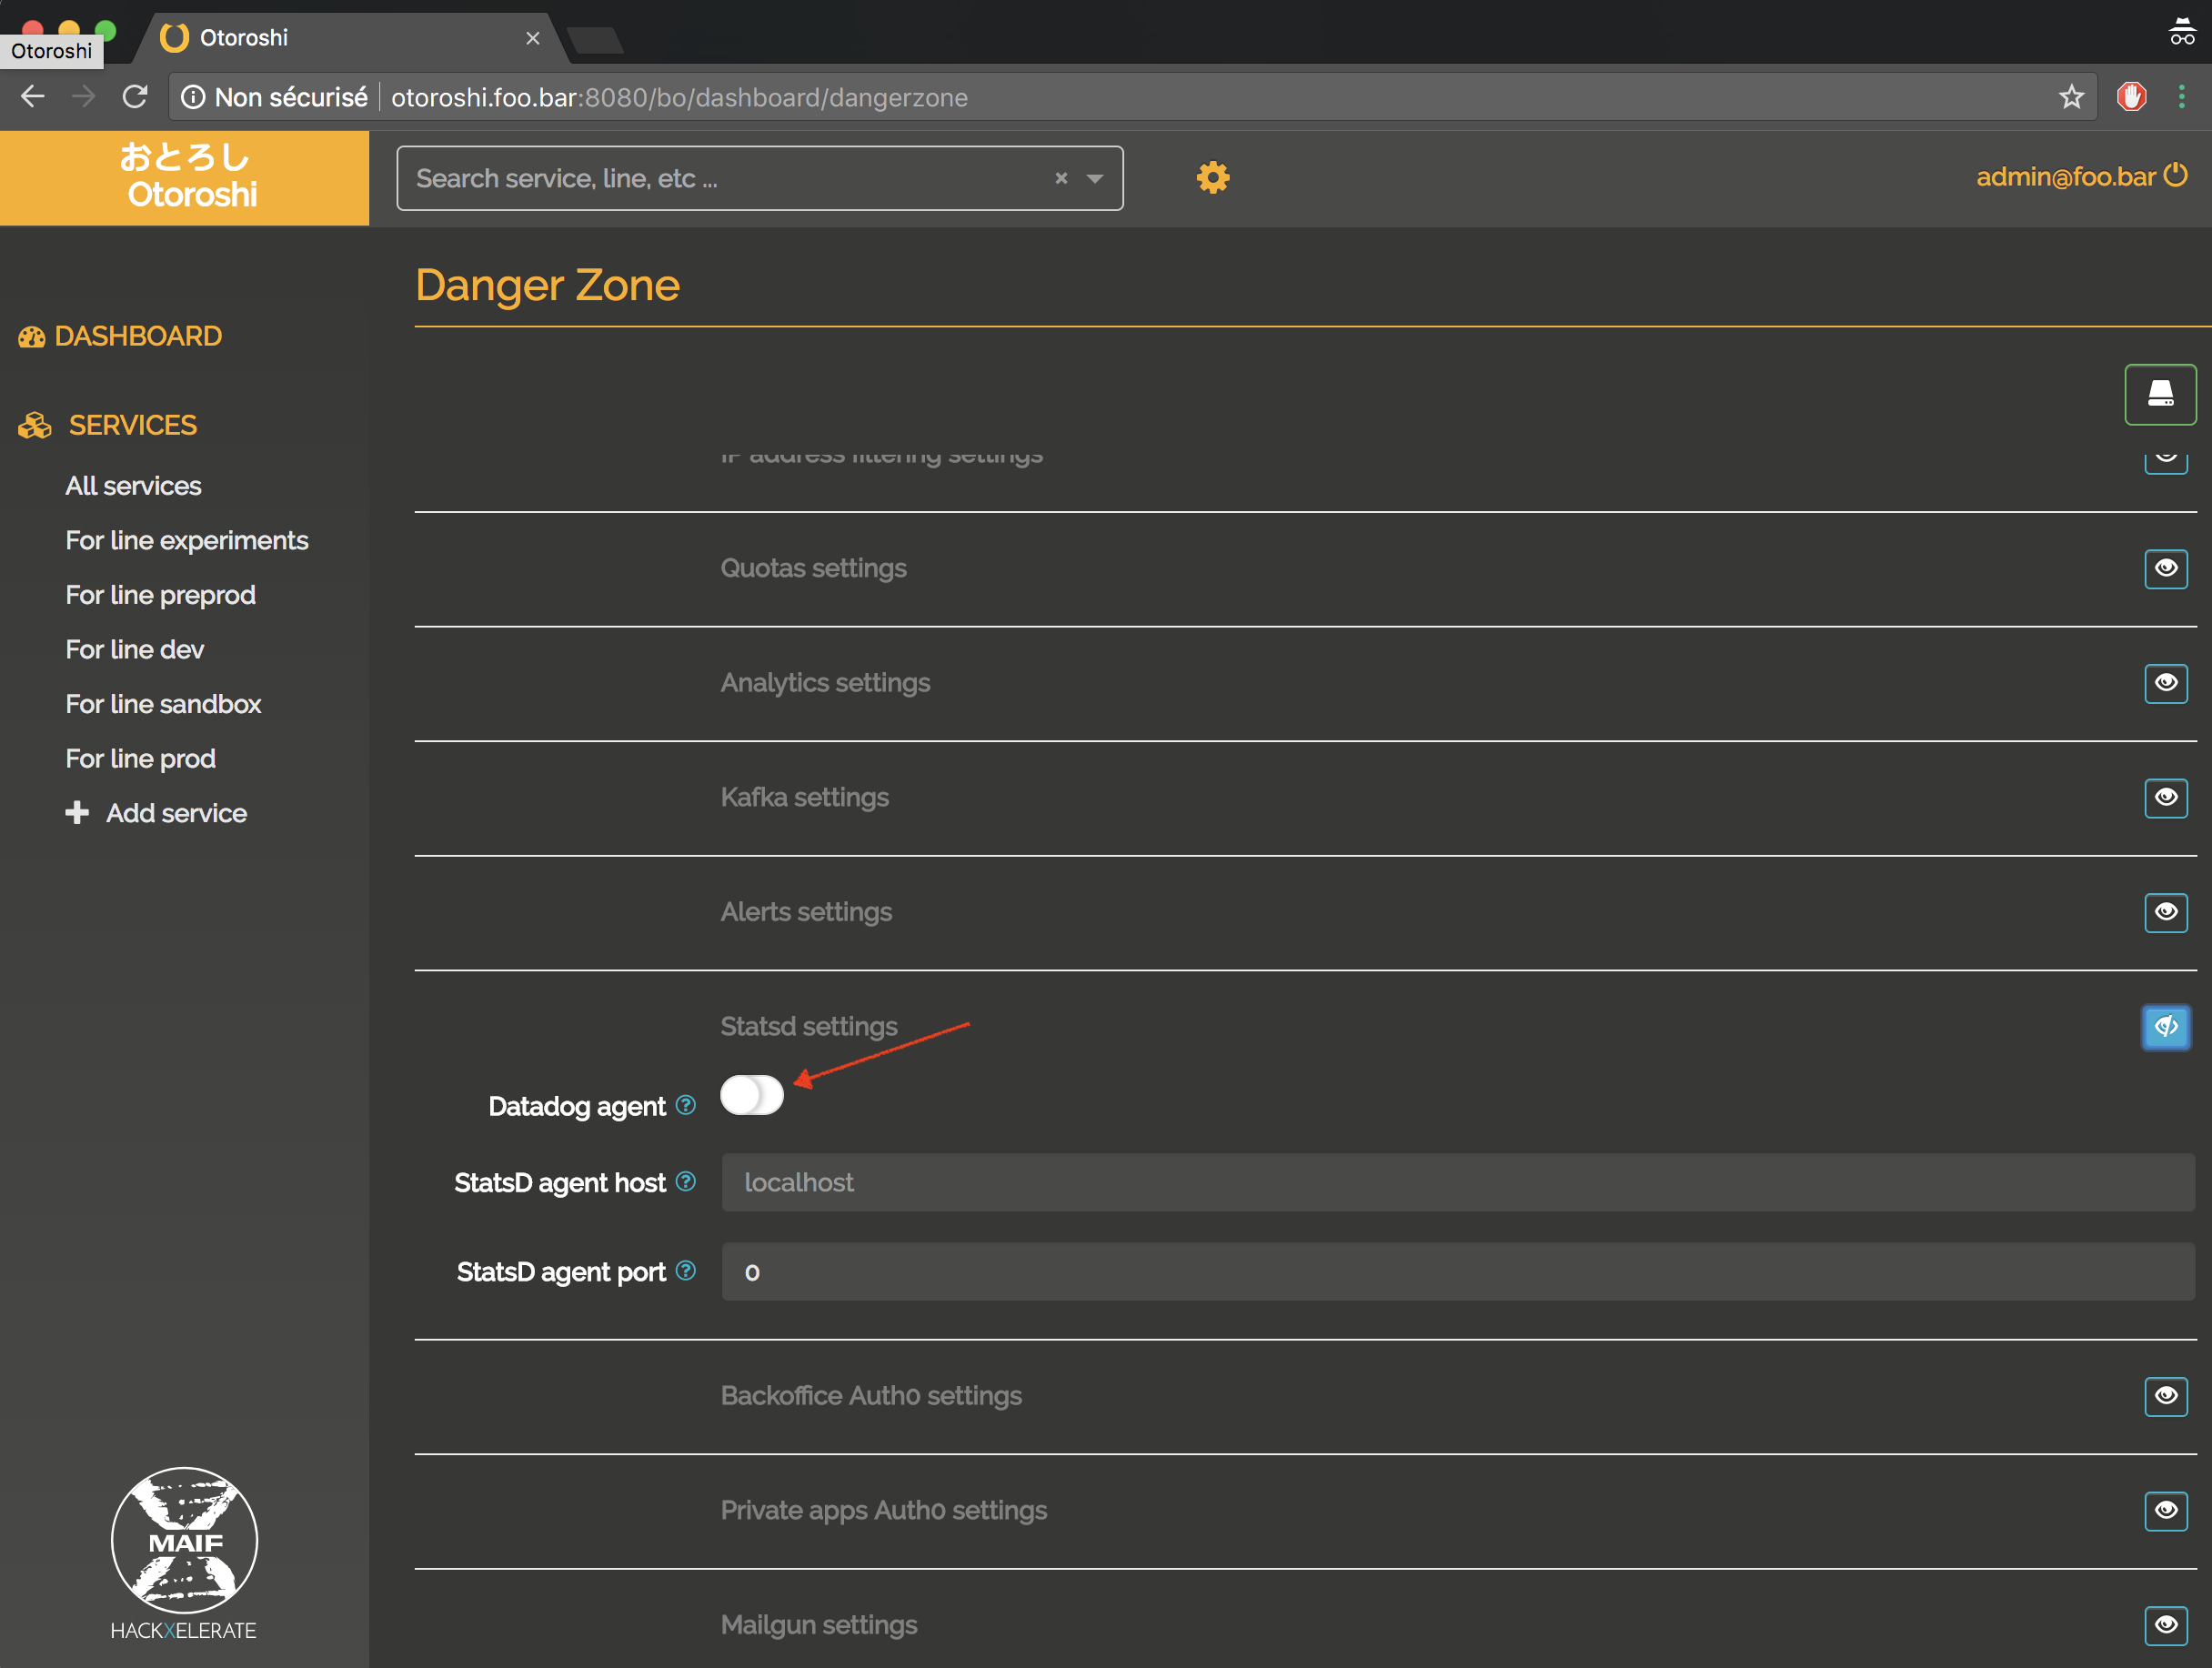 Otoroshi
Otoroshi
Non sécurisé
otoroshi.foo.bar:8080/bo/dashboard/dangerzone
おとろし
Otoroshi
Search service, line, etc ...
admin@foo.bar
Danger Zone
DASHBOARD
SERVICES
All services
For line experiments
For line preprod
For line dev
For line sandbox
For line prod
Add service
IP address filtering settings
Quotas settings
Analytics settings
Kafka settings
Alerts settings
Statsd settings
Datadog agent
StatsD agent host
localhost
StatsD agent port
0
Backoffice Auth0 settings
Private apps Auth0 settings
Mailgun settings
MAIF
HACKXELERATE